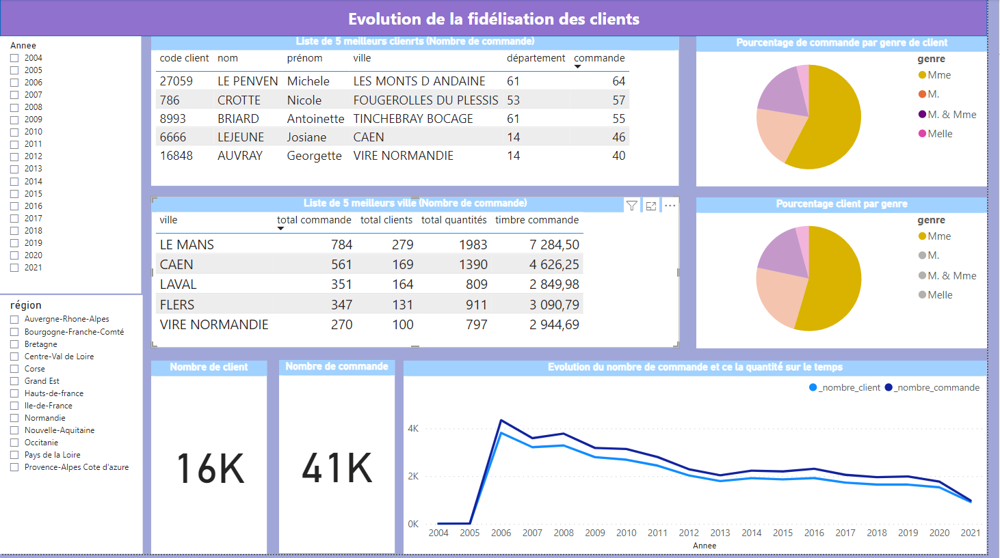 Evolution de la fidélisation des clients
Annee
2004
2005
2006
2007
2008
2009
2010
2011
2012
2013
2014
2015
2016
2017
2018
2019
2020
2021
région
Auvergne-Rhone-Alpes
Bourgogne-Franche-Comté
Bretagne
Centre-Val de Loire
Corse
Grand Est
Hauts-de-france
Ile-de-France
Normandie
Nouvelle-Aquitaine
Occitanie
Pays de la Loire
Provence-Alpes Cote d'azure
Liste de 5 meilleurs clienrts (Nombre de commande)
code client nom prénom ville département commande
27059 LE PENVEN Michele LES MONTS D ANDAINE 61 64
786 CROTTE Nicole FOUGEROLLES DU PLESSIS 53 57
8993 BRIARD Antoinette TINCHEBRAY BOCAGE 61 55
6666 LEJEUNE Josiane CAEN 14 46
16848 AUVRAY Georgette VIRE NORMANDIE 14 40
Pourcentage de commande par genre de client
genre
Mme
M.
M. & Mme
Melle
Liste de 5 meilleurs ville (Nombre de commande)
ville total commande total clients total quantités timbre commande
LE MANS 784 279 1983 7 284,50
CAEN 561 169 1390 4 626,25
LAVAL 351 164 809 2 849,98
FLERS 347 131 911 3 090,79
VIRE NORMANDIE 270 100 797 2 944,69
Pourcentage client par genre
genre
Mme
M.
M. & Mme
Melle
Nombre de client
16K
Nombre de commande
41K
Evolution du nombre de commande et ce la quantité sur le temps
_nombre_client _nombre_commande
4K
2K
0K
2004 2005 2006 2007 2008 2009 2010 2011 2012 2013 2014 2015 2016 2017 2018 2019 2020 2021
Annee